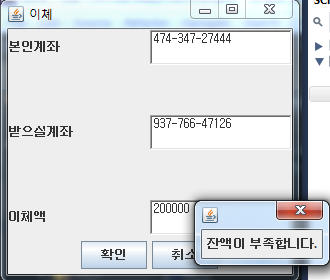 이체
본인계좌
474-347-27444
받으실계좌
937-766-47126
이체액
200000
확인
취소
잔액이 부족합니다.